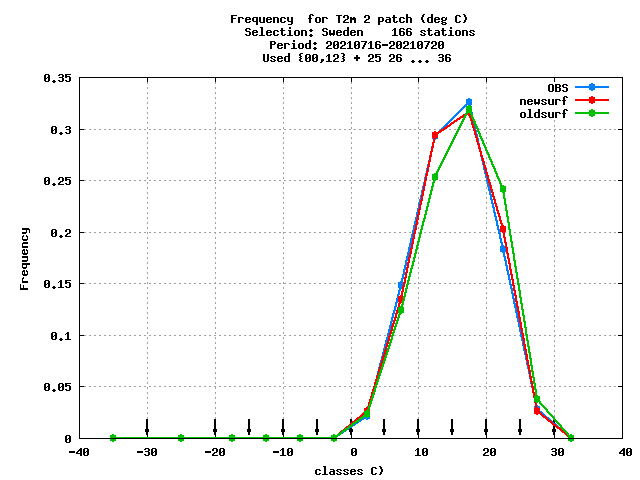 Frequency  for T2m 2 patch (deg C)
Selection: Sweden    166 stations
Period: 20210716-20210720
Used {00,12} + 25 26 ... 36
0.35
0.3
0.25
0.2
0.15
0.1
0.05
0
Frequency
OBS
newsurf
oldsurf
-40 -30 -20 -10 0 10 20 30 40
classes C)